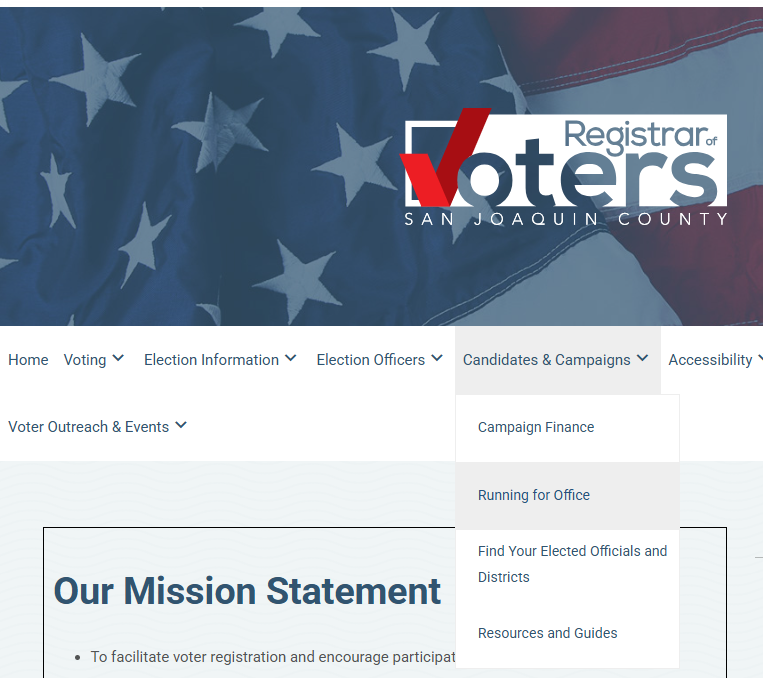 Registrar of
Voters
SAN JOAQUIN COUNTY
Home Voting Election Information Election Officers Candidates & Campaigns Accessibility
Voter Outreach & Events
Campaign Finance
Running for Office
Find Your Elected Officials and
Districts
Resources and Guides
Our Mission Statement
To facilitate voter registration and encourage